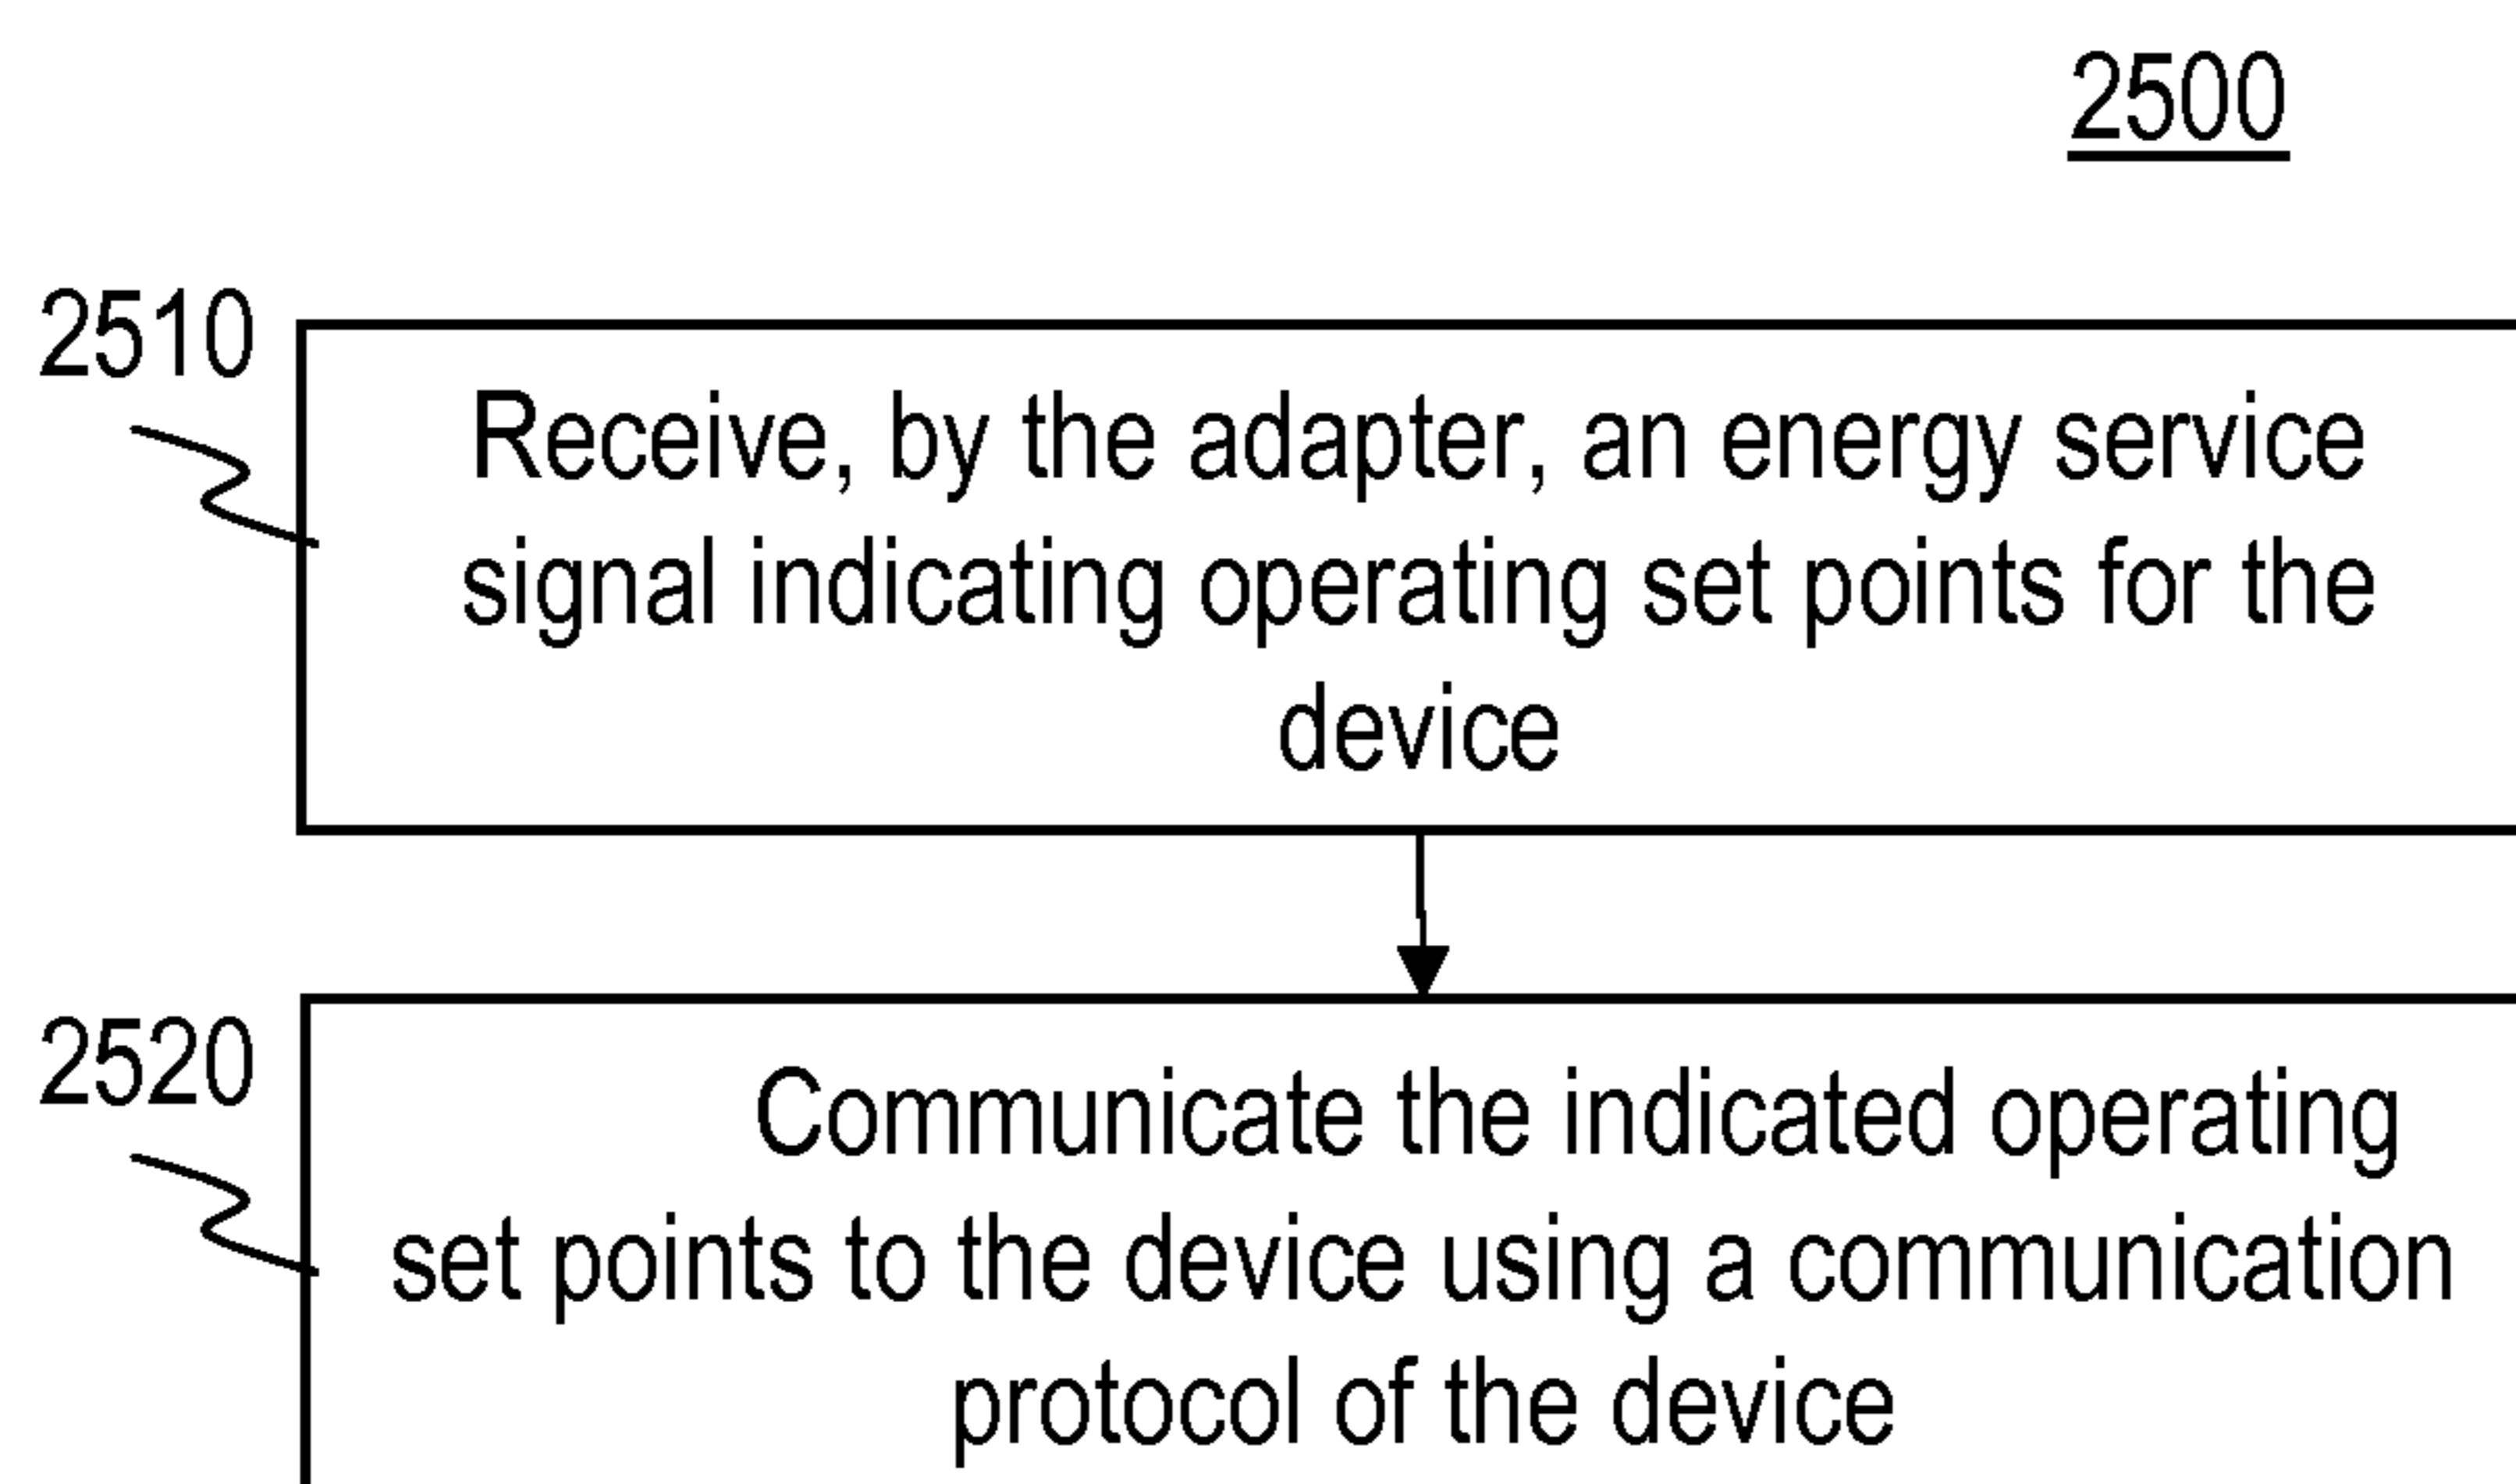 2500
2510
Receive, by the adapter, an energy service
signal indicating operating set points for the
device
2520
Communicate the indicated operating
set points to the device using a communication
protocol of the device